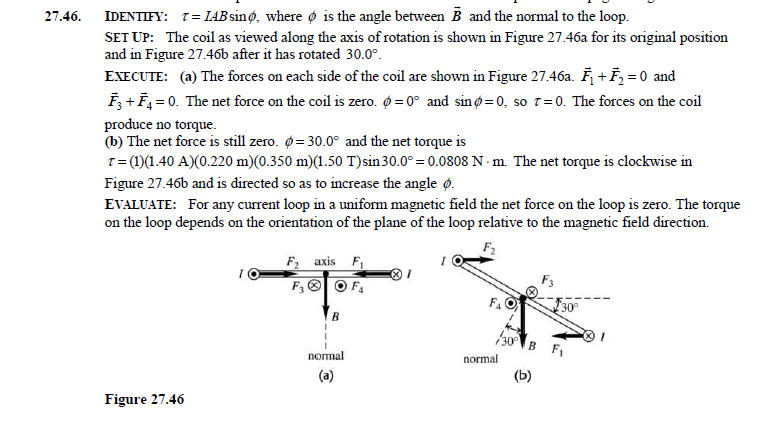 27.46. IDENTIFY: τ = IAB sin ϕ, where ϕ is the angle between B⃗ and the normal to the loop.
SET UP: The coil as viewed along the axis of rotation is shown in Figure 27.46a for its original position
and in Figure 27.46b after it has rotated 30.0°.
EXECUTE: (a) The forces on each side of the coil are shown in Figure 27.46a. F⃗₁ + F⃗₂ = 0 and
F⃗₃ + F⃗₄ = 0. The net force on the coil is zero. ϕ = 0° and sin ϕ = 0, so τ = 0. The forces on the coil
produce no torque.
(b) The net force is still zero. ϕ = 30.0° and the net torque is
τ = (1)(1.40 A)(0.220 m)(0.350 m)(1.50 T)sin 30.0° = 0.0808 N · m. The net torque is clockwise in
Figure 27.46b and is directed so as to increase the angle ϕ.
EVALUATE: For any current loop in a uniform magnetic field the net force on the loop is zero. The torque
on the loop depends on the orientation of the plane of the loop relative to the magnetic field direction.
I F₂ axis F₁ I
F₃ F₄
B
normal
(a)
I F₂
F₃
F₄ 30°
30° B F₁ I
normal
(b)
Figure 27.46